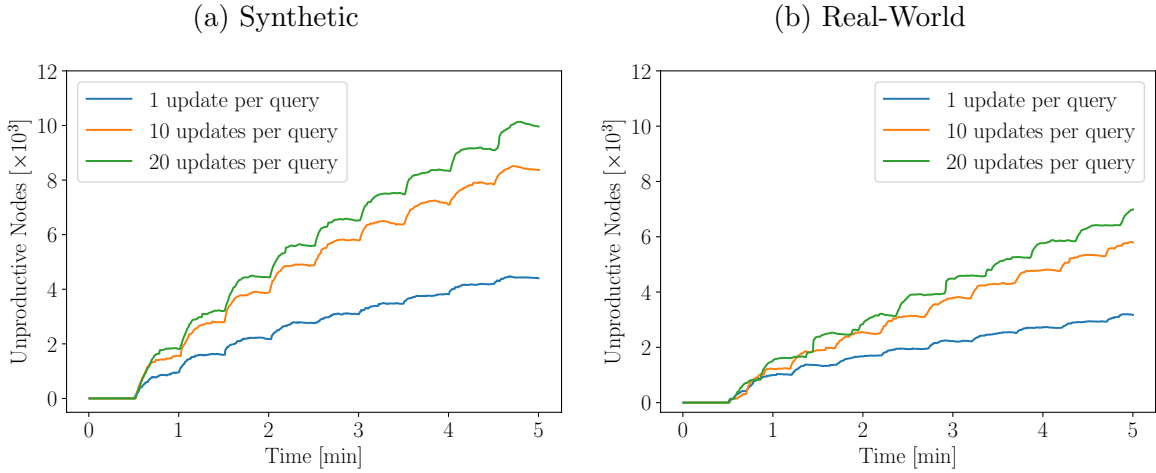 (a) Synthetic
Unproductive Nodes [×10³]
12
10
8
6
4
2
0
1 update per query
10 updates per query
20 updates per query
0 1 2 3 4 5
Time [min]
(b) Real-World
Unproductive Nodes [×10³]
12
10
8
6
4
2
0
1 update per query
10 updates per query
20 updates per query
0 1 2 3 4 5
Time [min]